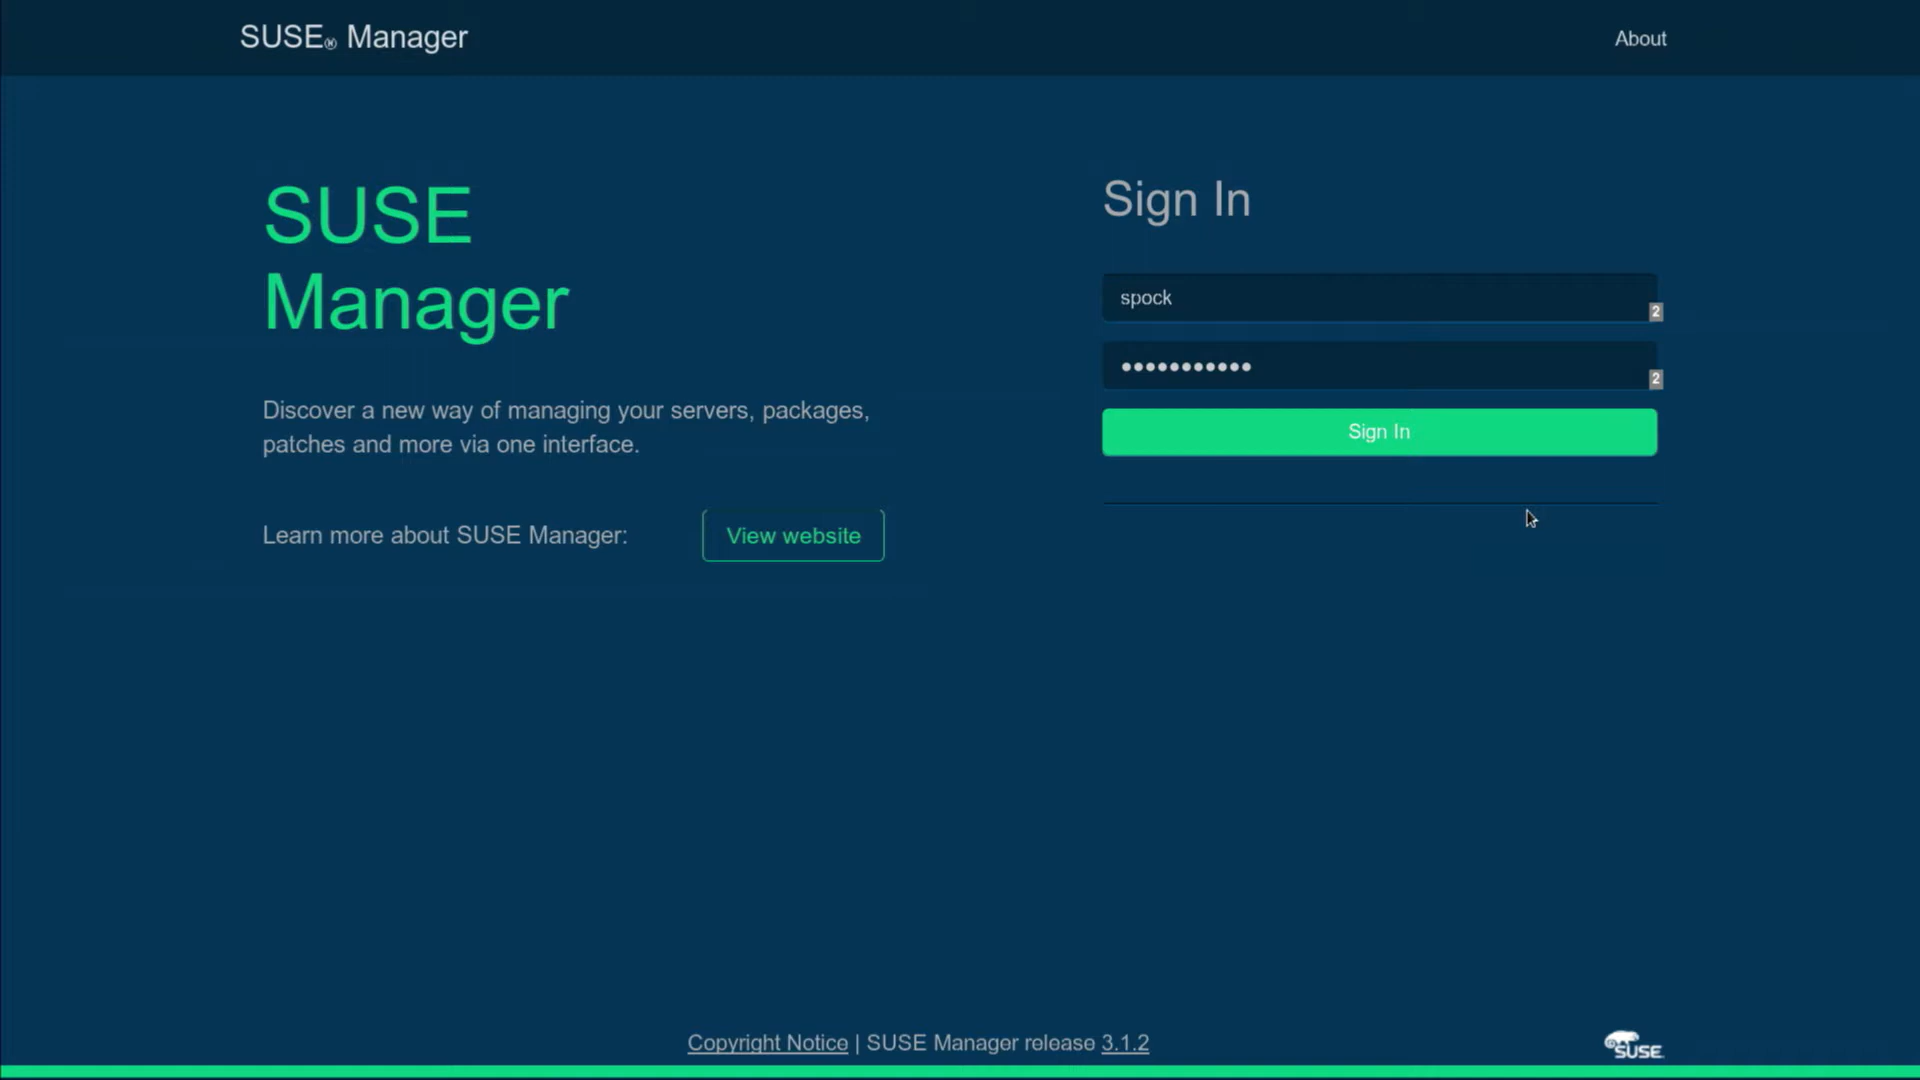 SUSE® Manager
About
SUSE
Manager
Discover a new way of managing your servers, packages,
patches and more via one interface.
Learn more about SUSE Manager:
View website
Sign In
spock
2
•••••••••••
2
Sign In
Copyright Notice | SUSE Manager release 3.1.2
SUSE